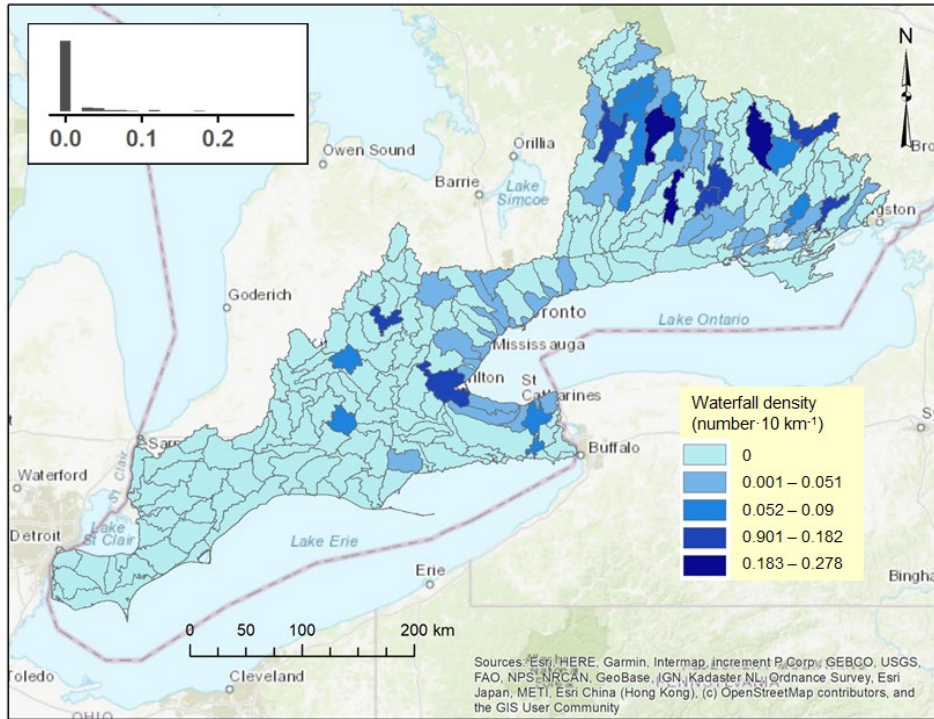 0.0 0.1 0.2
N
Owen Sound
Orillia
Barrie
Lake
Simcoe
Goderich
Lake Ontario
Mississauga
St
Waterford
St Clair
Detroit
Lake
St Clair
Lake Erie
Buffalo
Erie
Cleveland
Waterfall density
(number·10 km-1)
0
0.001 – 0.051
0.052 – 0.09
0.901 – 0.182
0.183 – 0.278
0 50 100 200 km
OHIO
Sources: Esri, HERE, Garmin, Intermap, increment P Corp., GEBCO, USGS,
FAO, NPS, NRCAN, GeoBase, IGN, Kadaster NL, Ordnance Survey, Esri
Japan, METI, Esri China (Hong Kong), (c) OpenStreetMap contributors, and
the GIS User Community